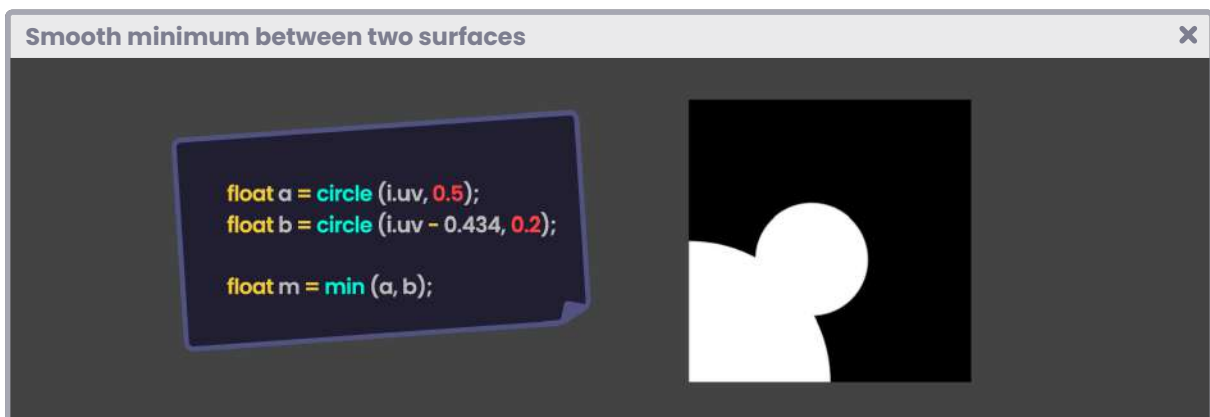 Smooth minimum between two surfaces
float a = circle (i.uv, 0.5);
float b = circle (i.uv - 0.434, 0.2);
float m = min (a, b);